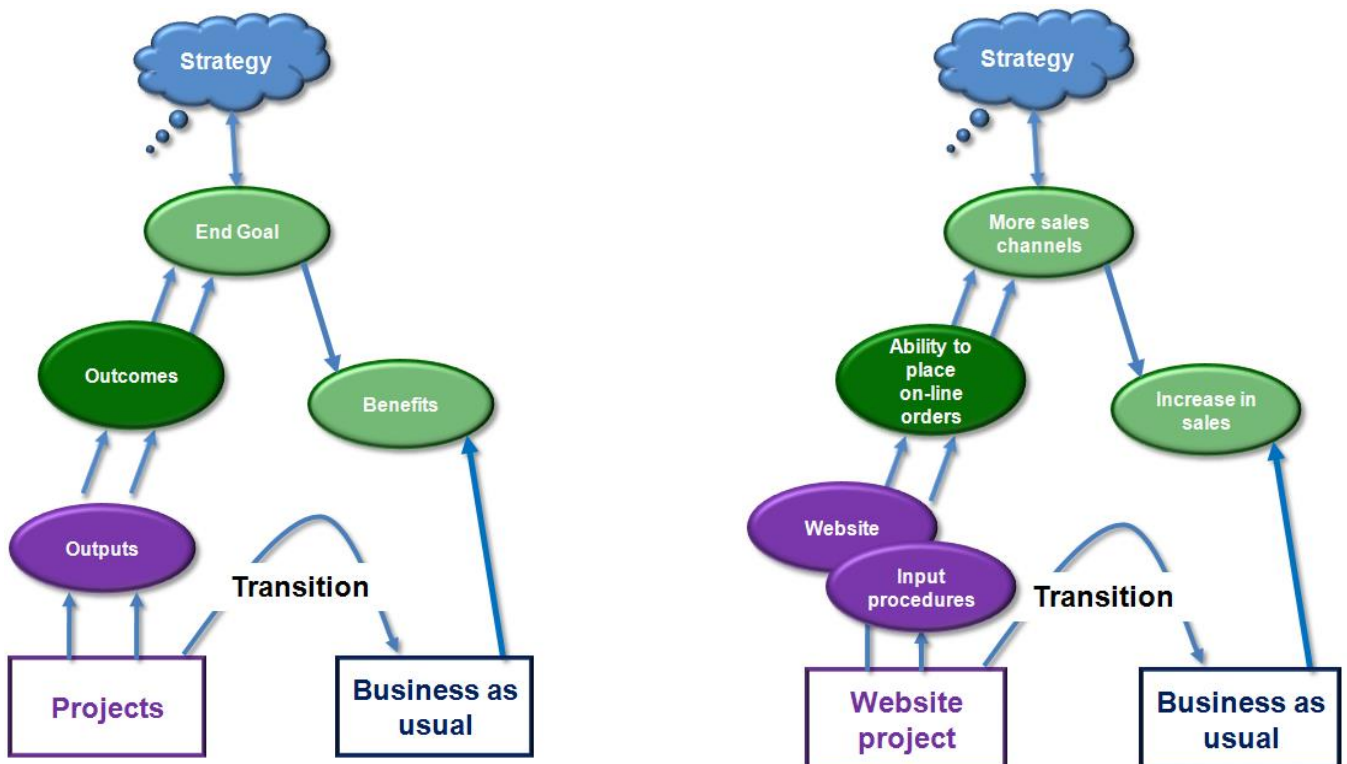 Strategy
End Goal
Outcomes
Benefits
Outputs
Transition
Projects
Business as
usual
Strategy
More sales
channels
Ability to
place
on-line
orders
Increase in
sales
Website
Input
procedures
Transition
Website
project
Business as
usual